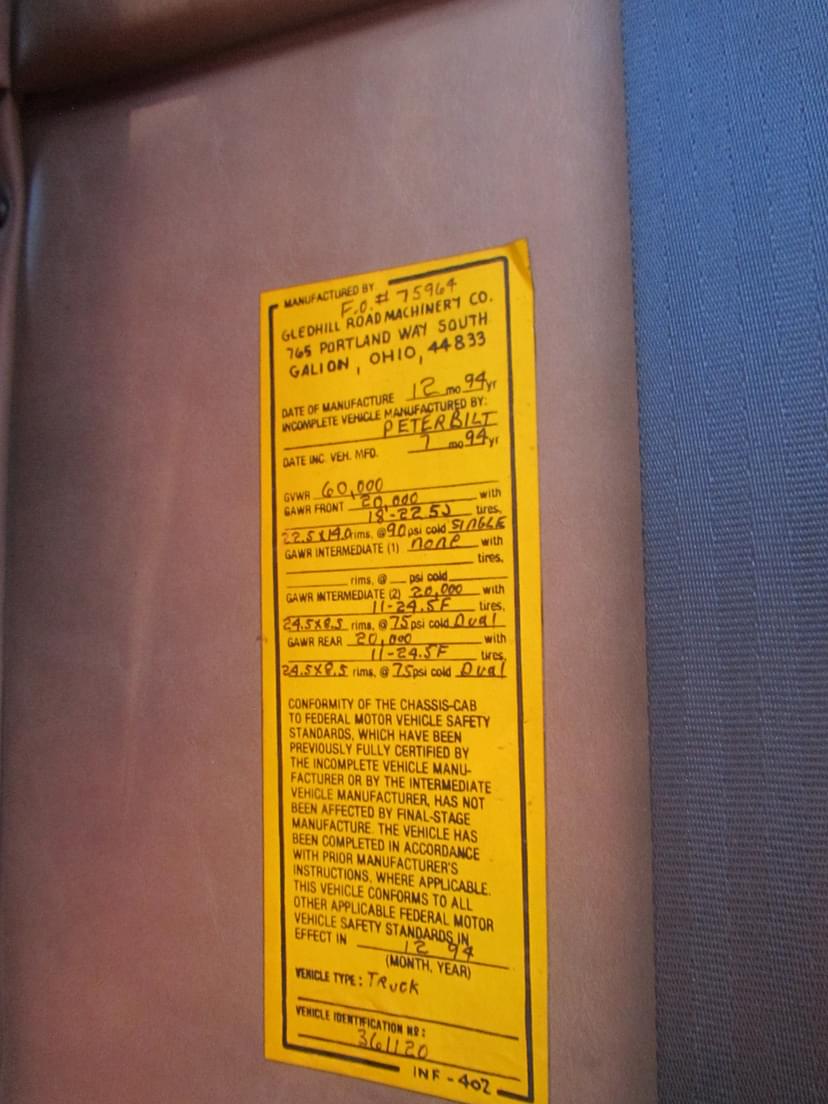 MANUFACTURED BY
F.O.# 75964
GLEDHILL ROAD MACHINERY CO.
765 PORTLAND WAY SOUTH
GALION, OHIO, 44833
DATE OF MANUFACTURE 12 mo 94 yr
INCOMPLETE VEHICLE MANUFACTURED BY:
PETERBILT
DATE INC. VEH. MFD. 7 mo 94 yr
GVWR 60,000
GAWR FRONT 20,000 with
18-22.5J tires,
22.5x14.0 rims, @ 90 psi cold SINGLE
GAWR INTERMEDIATE (1) none with
tires,
rims, @ psi cold
GAWR INTERMEDIATE (2) 20,000 with
11-24.5F tires,
24.5x8.5 rims, @ 75 psi cold Dual
GAWR REAR 20,000 with
11-24.5F tires,
24.5x8.5 rims, @ 75 psi cold Dual
CONFORMITY OF THE CHASSIS-CAB
TO FEDERAL MOTOR VEHICLE SAFETY
STANDARDS, WHICH HAVE BEEN
PREVIOUSLY FULLY CERTIFIED BY
THE INCOMPLETE VEHICLE MANU-
FACTURER OR BY THE INTERMEDIATE
VEHICLE MANUFACTURER, HAS NOT
BEEN AFFECTED BY FINAL-STAGE
MANUFACTURE. THE VEHICLE HAS
BEEN COMPLETED IN ACCORDANCE
WITH PRIOR MANUFACTURER'S
INSTRUCTIONS, WHERE APPLICABLE.
THIS VEHICLE CONFORMS TO ALL
OTHER APPLICABLE FEDERAL MOTOR
VEHICLE SAFETY STANDARDS IN
EFFECT IN 12 94
(MONTH, YEAR)
VEHICLE TYPE: TRUCK
VEHICLE IDENTIFICATION Nº:
361120
INF-402